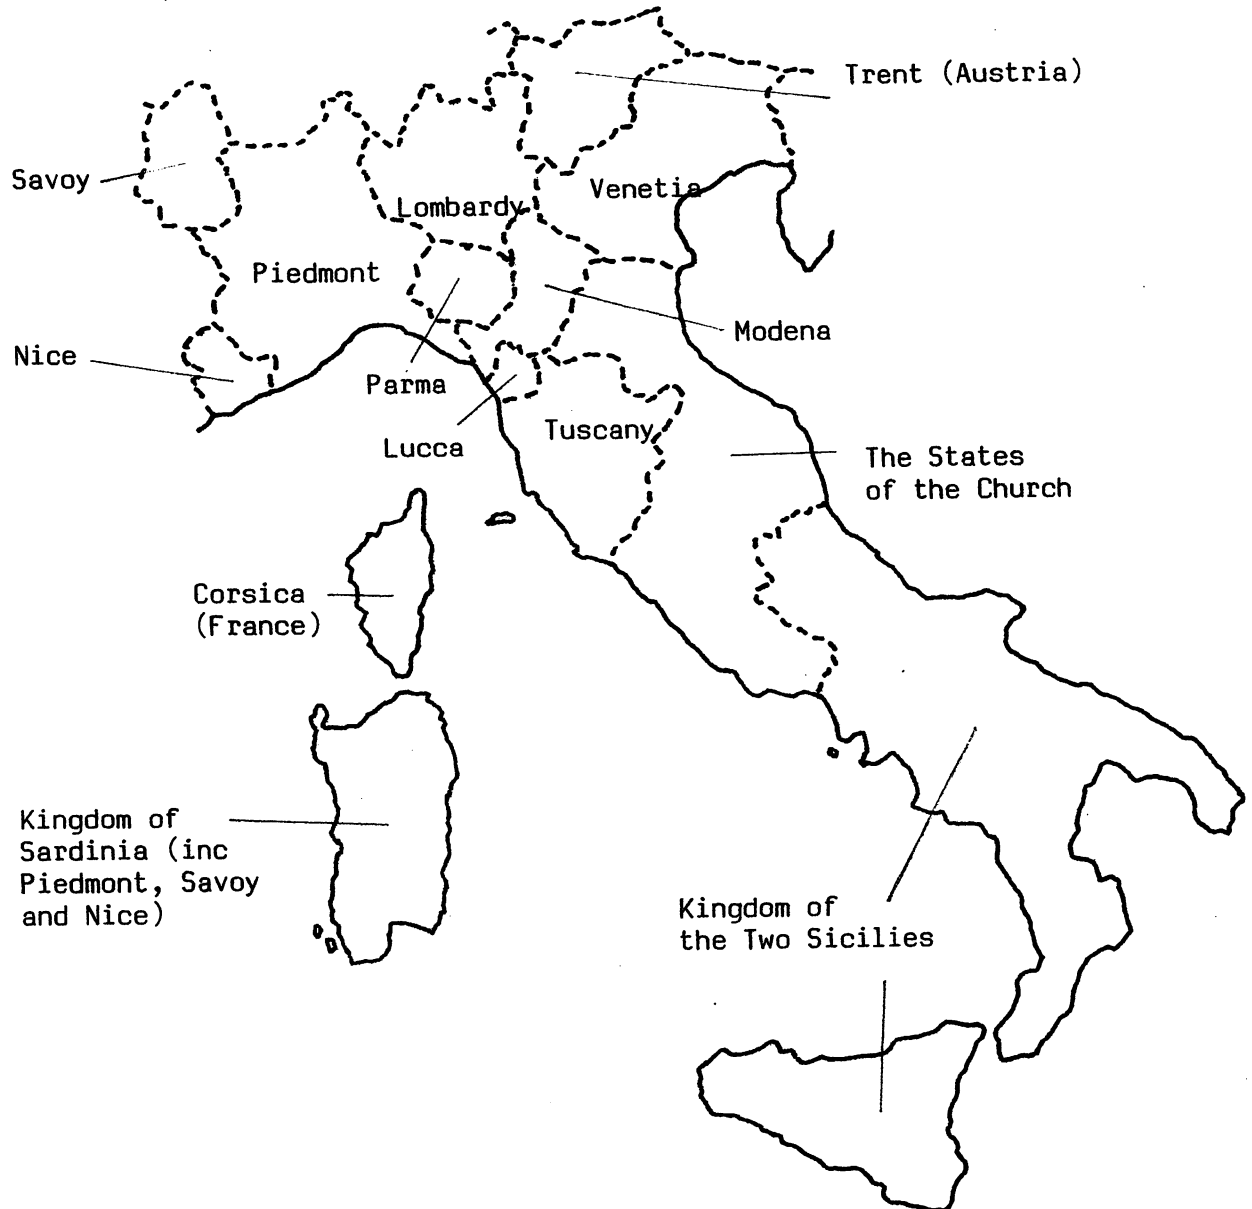 Trent (Austria)
Savoy
Venetia
Lombardy
Piedmont
Modena
Nice
Parma
Tuscany
Lucca
The States
of the Church
Corsica
(France)
Kingdom of
Sardinia (inc
Piedmont, Savoy
and Nice)
Kingdom of
the Two Sicilies